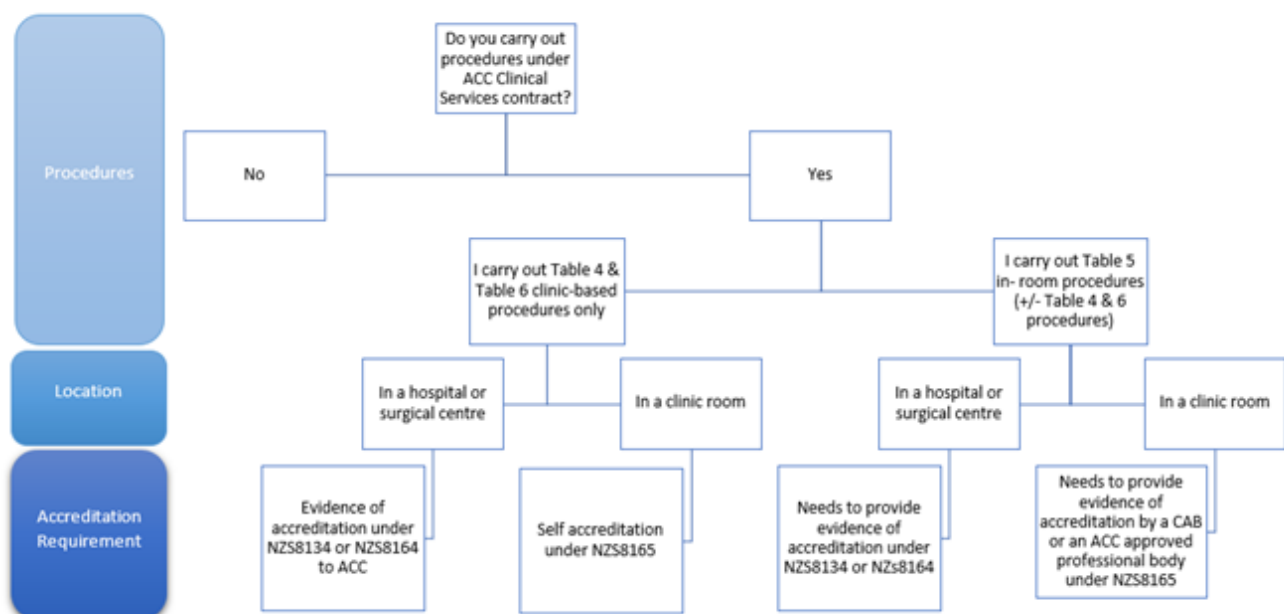 Procedures
Do you carry out
procedures under
ACC Clinical
Services contract?
No
Yes
I carry out Table 4 &
Table 6 clinic-based
procedures only
I carry out Table 5
in- room procedures
(+/- Table 4 & 6
procedures)
Location
In a hospital or
surgical centre
In a clinic room
In a hospital or
surgical centre
In a clinic room
Accreditation
Requirement
Evidence of
accreditation under
NZS8134 or NZS8164
to ACC
Self accreditation
under NZS8165
Needs to provide
evidence of
accreditation under
NZS8134 or NZs8164
Needs to provide
evidence of
accreditation by a CAB
or an ACC approved
professional body
under NZS8165